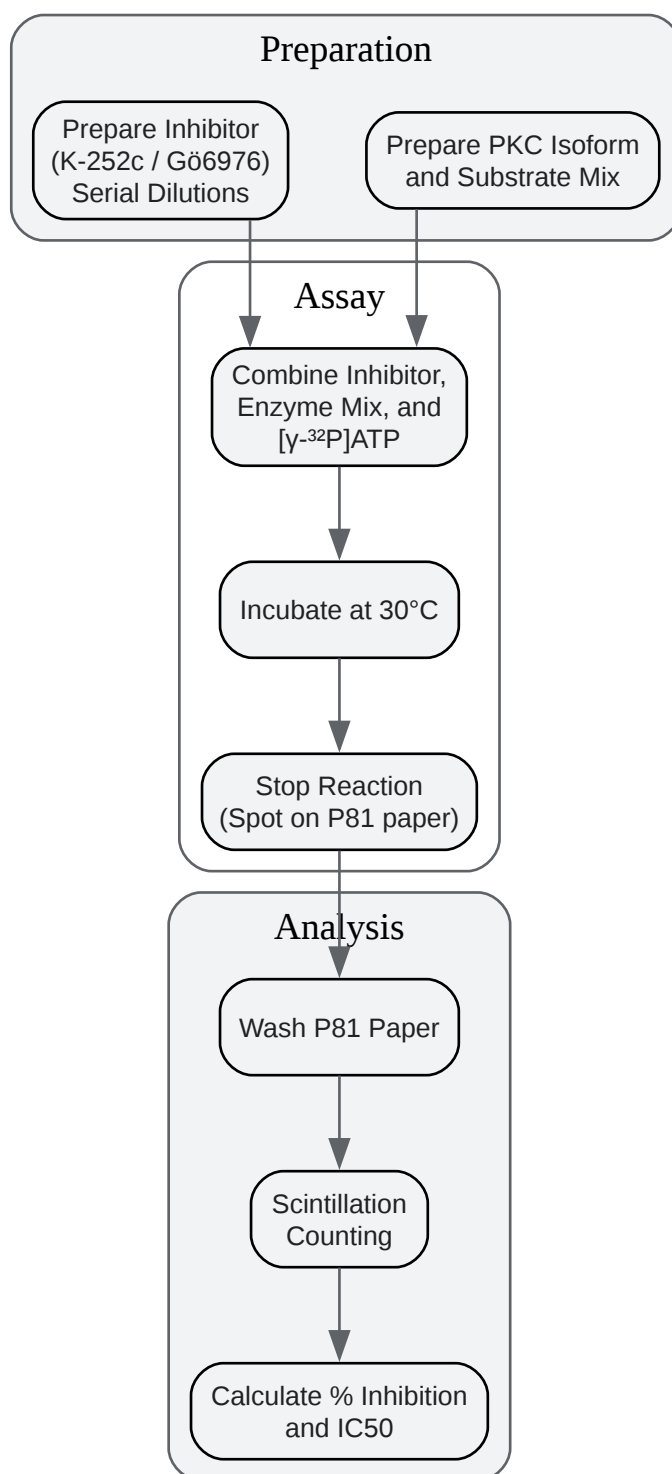 Preparation
Prepare Inhibitor
(K-252c / Gö6976)
Serial Dilutions
Prepare PKC Isoform
and Substrate Mix
Assay
Combine Inhibitor,
Enzyme Mix, and
[γ-³²P]ATP
Incubate at 30°C
Stop Reaction
(Spot on P81 paper)
Analysis
Wash P81 Paper
Scintillation
Counting
Calculate % Inhibition
and IC50